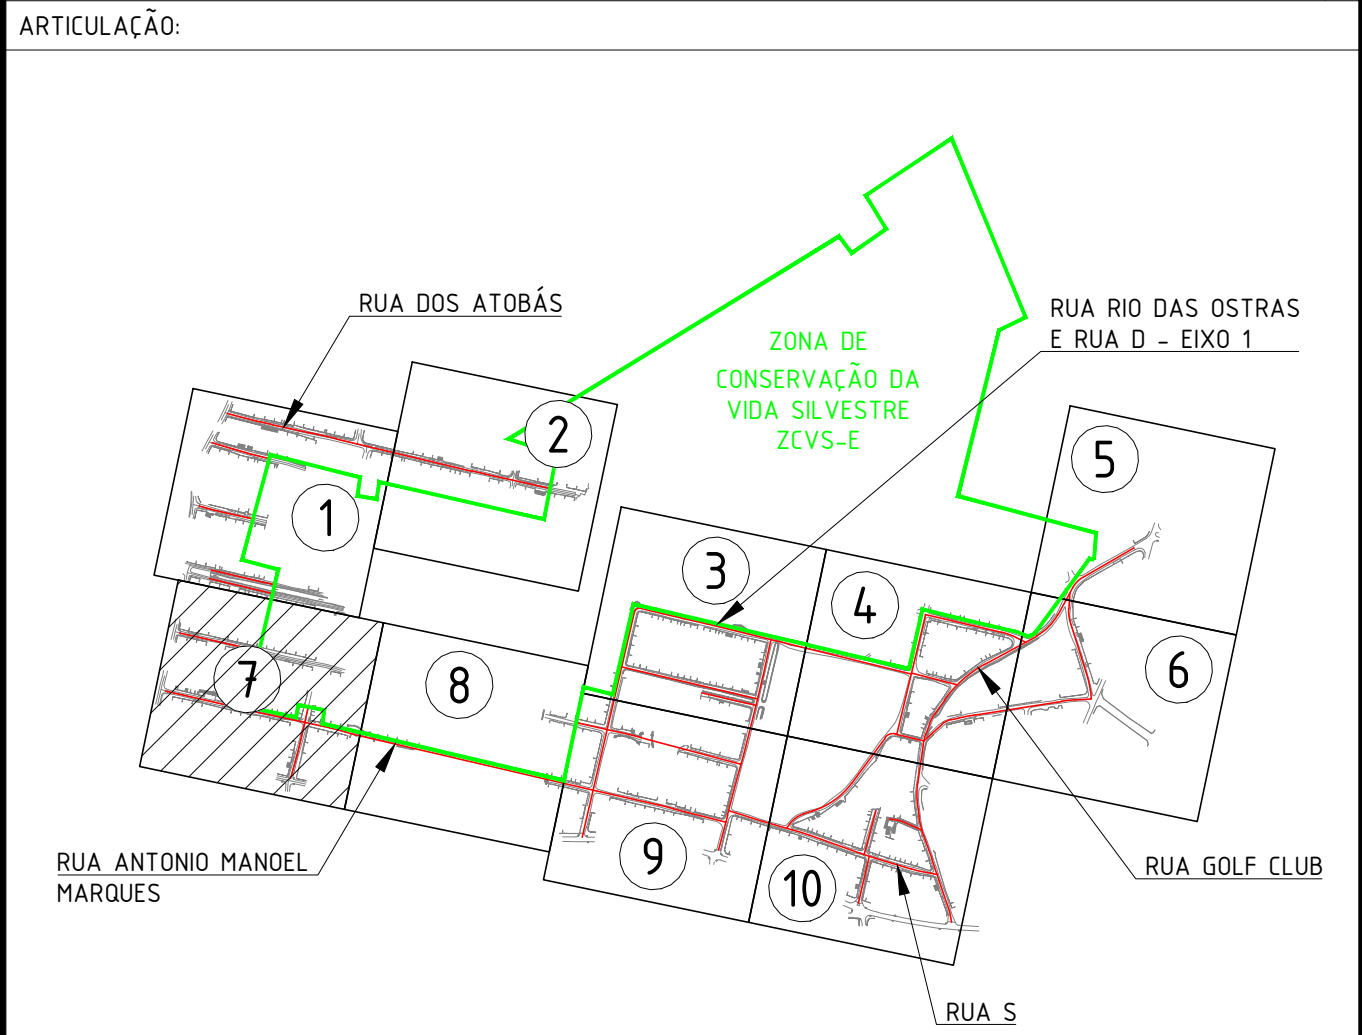 ARTICULAÇÃO:
RUA DOS ATOBÁS
RUA RIO DAS OSTRAS
E RUA D - EIXO 1
ZONA DE
CONSERVAÇÃO DA
VIDA SILVESTRE
ZCVS-E
2
5
1
3
4
6
7
8
9
10
RUA ANTONIO MANOEL
MARQUES
RUA GOLF CLUB
RUA S